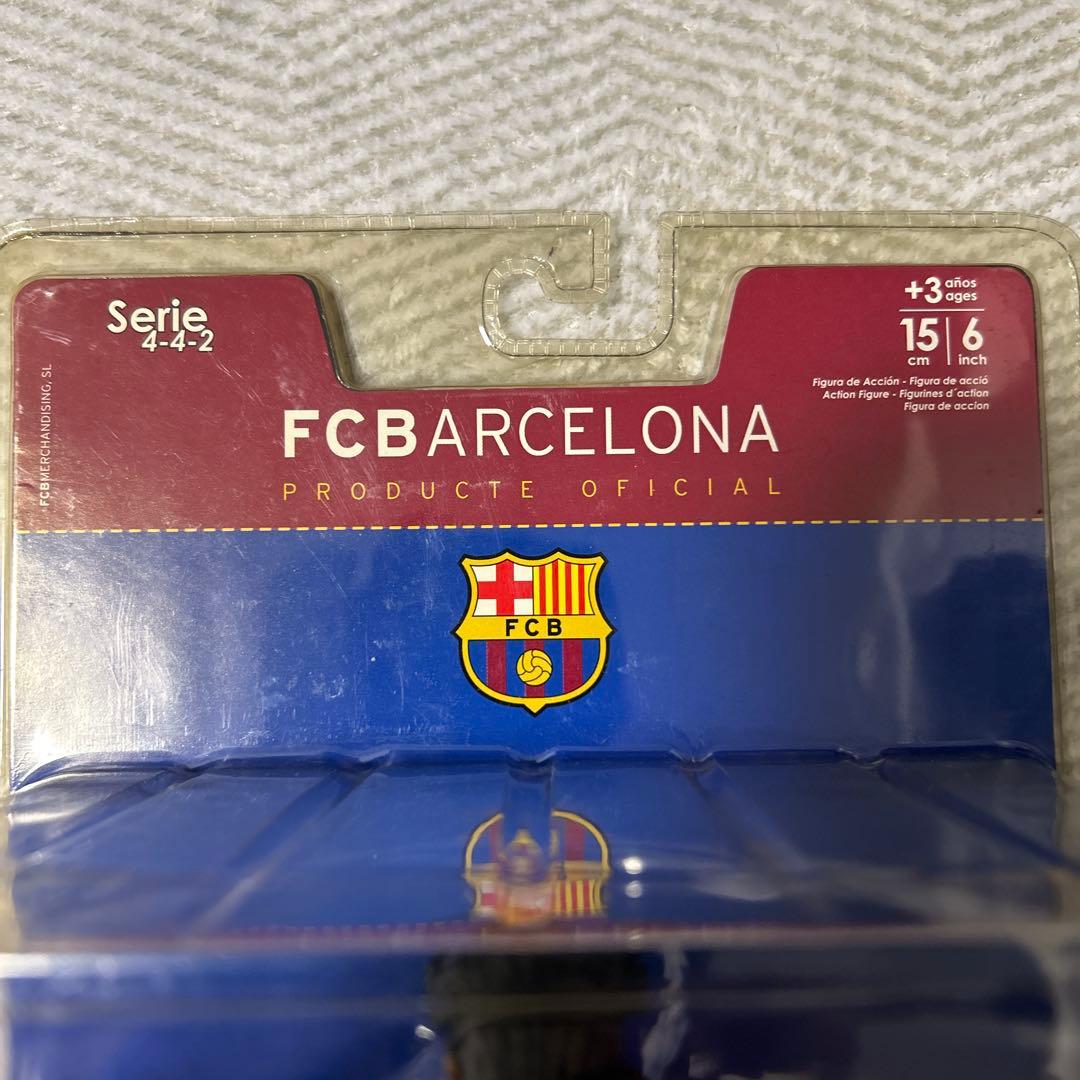 Serie
4-4-2
+3 años
ages
15 cm | 6 inch
Figura de Acción - Figura de acció
Action Figure - Figurines d´action
Figura de accion
FCBMERCHANDISING, SL
FCBARCELONA
PRODUCTE OFICIAL
FCB